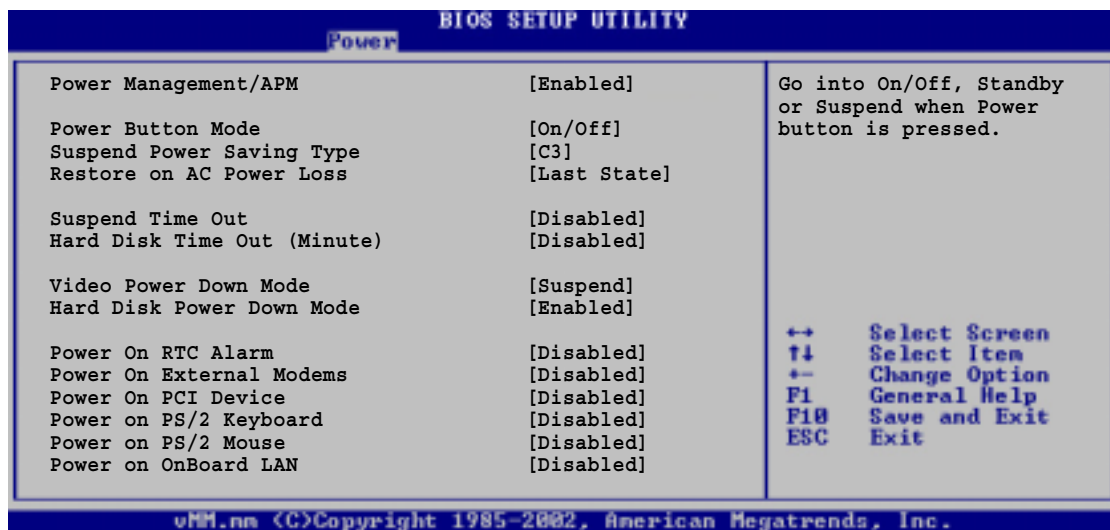 BIOS SETUP UTILITY
Power
Power Management/APM [Enabled]
Power Button Mode [On/Off]
Suspend Power Saving Type [C3]
Restore on AC Power Loss [Last State]
Suspend Time Out [Disabled]
Hard Disk Time Out (Minute) [Disabled]
Video Power Down Mode [Suspend]
Hard Disk Power Down Mode [Enabled]
Power On RTC Alarm [Disabled]
Power On External Modems [Disabled]
Power On PCI Device [Disabled]
Power on PS/2 Keyboard [Disabled]
Power on PS/2 Mouse [Disabled]
Power on OnBoard LAN [Disabled]
Go into On/Off, Standby
or Suspend when Power
button is pressed.
←→ Select Screen
↑↓ Select Item
+- Change Option
F1 General Help
F10 Save and Exit
ESC Exit
vMM.mm (C)Copyright 1985-2002, American Megatrends, Inc.